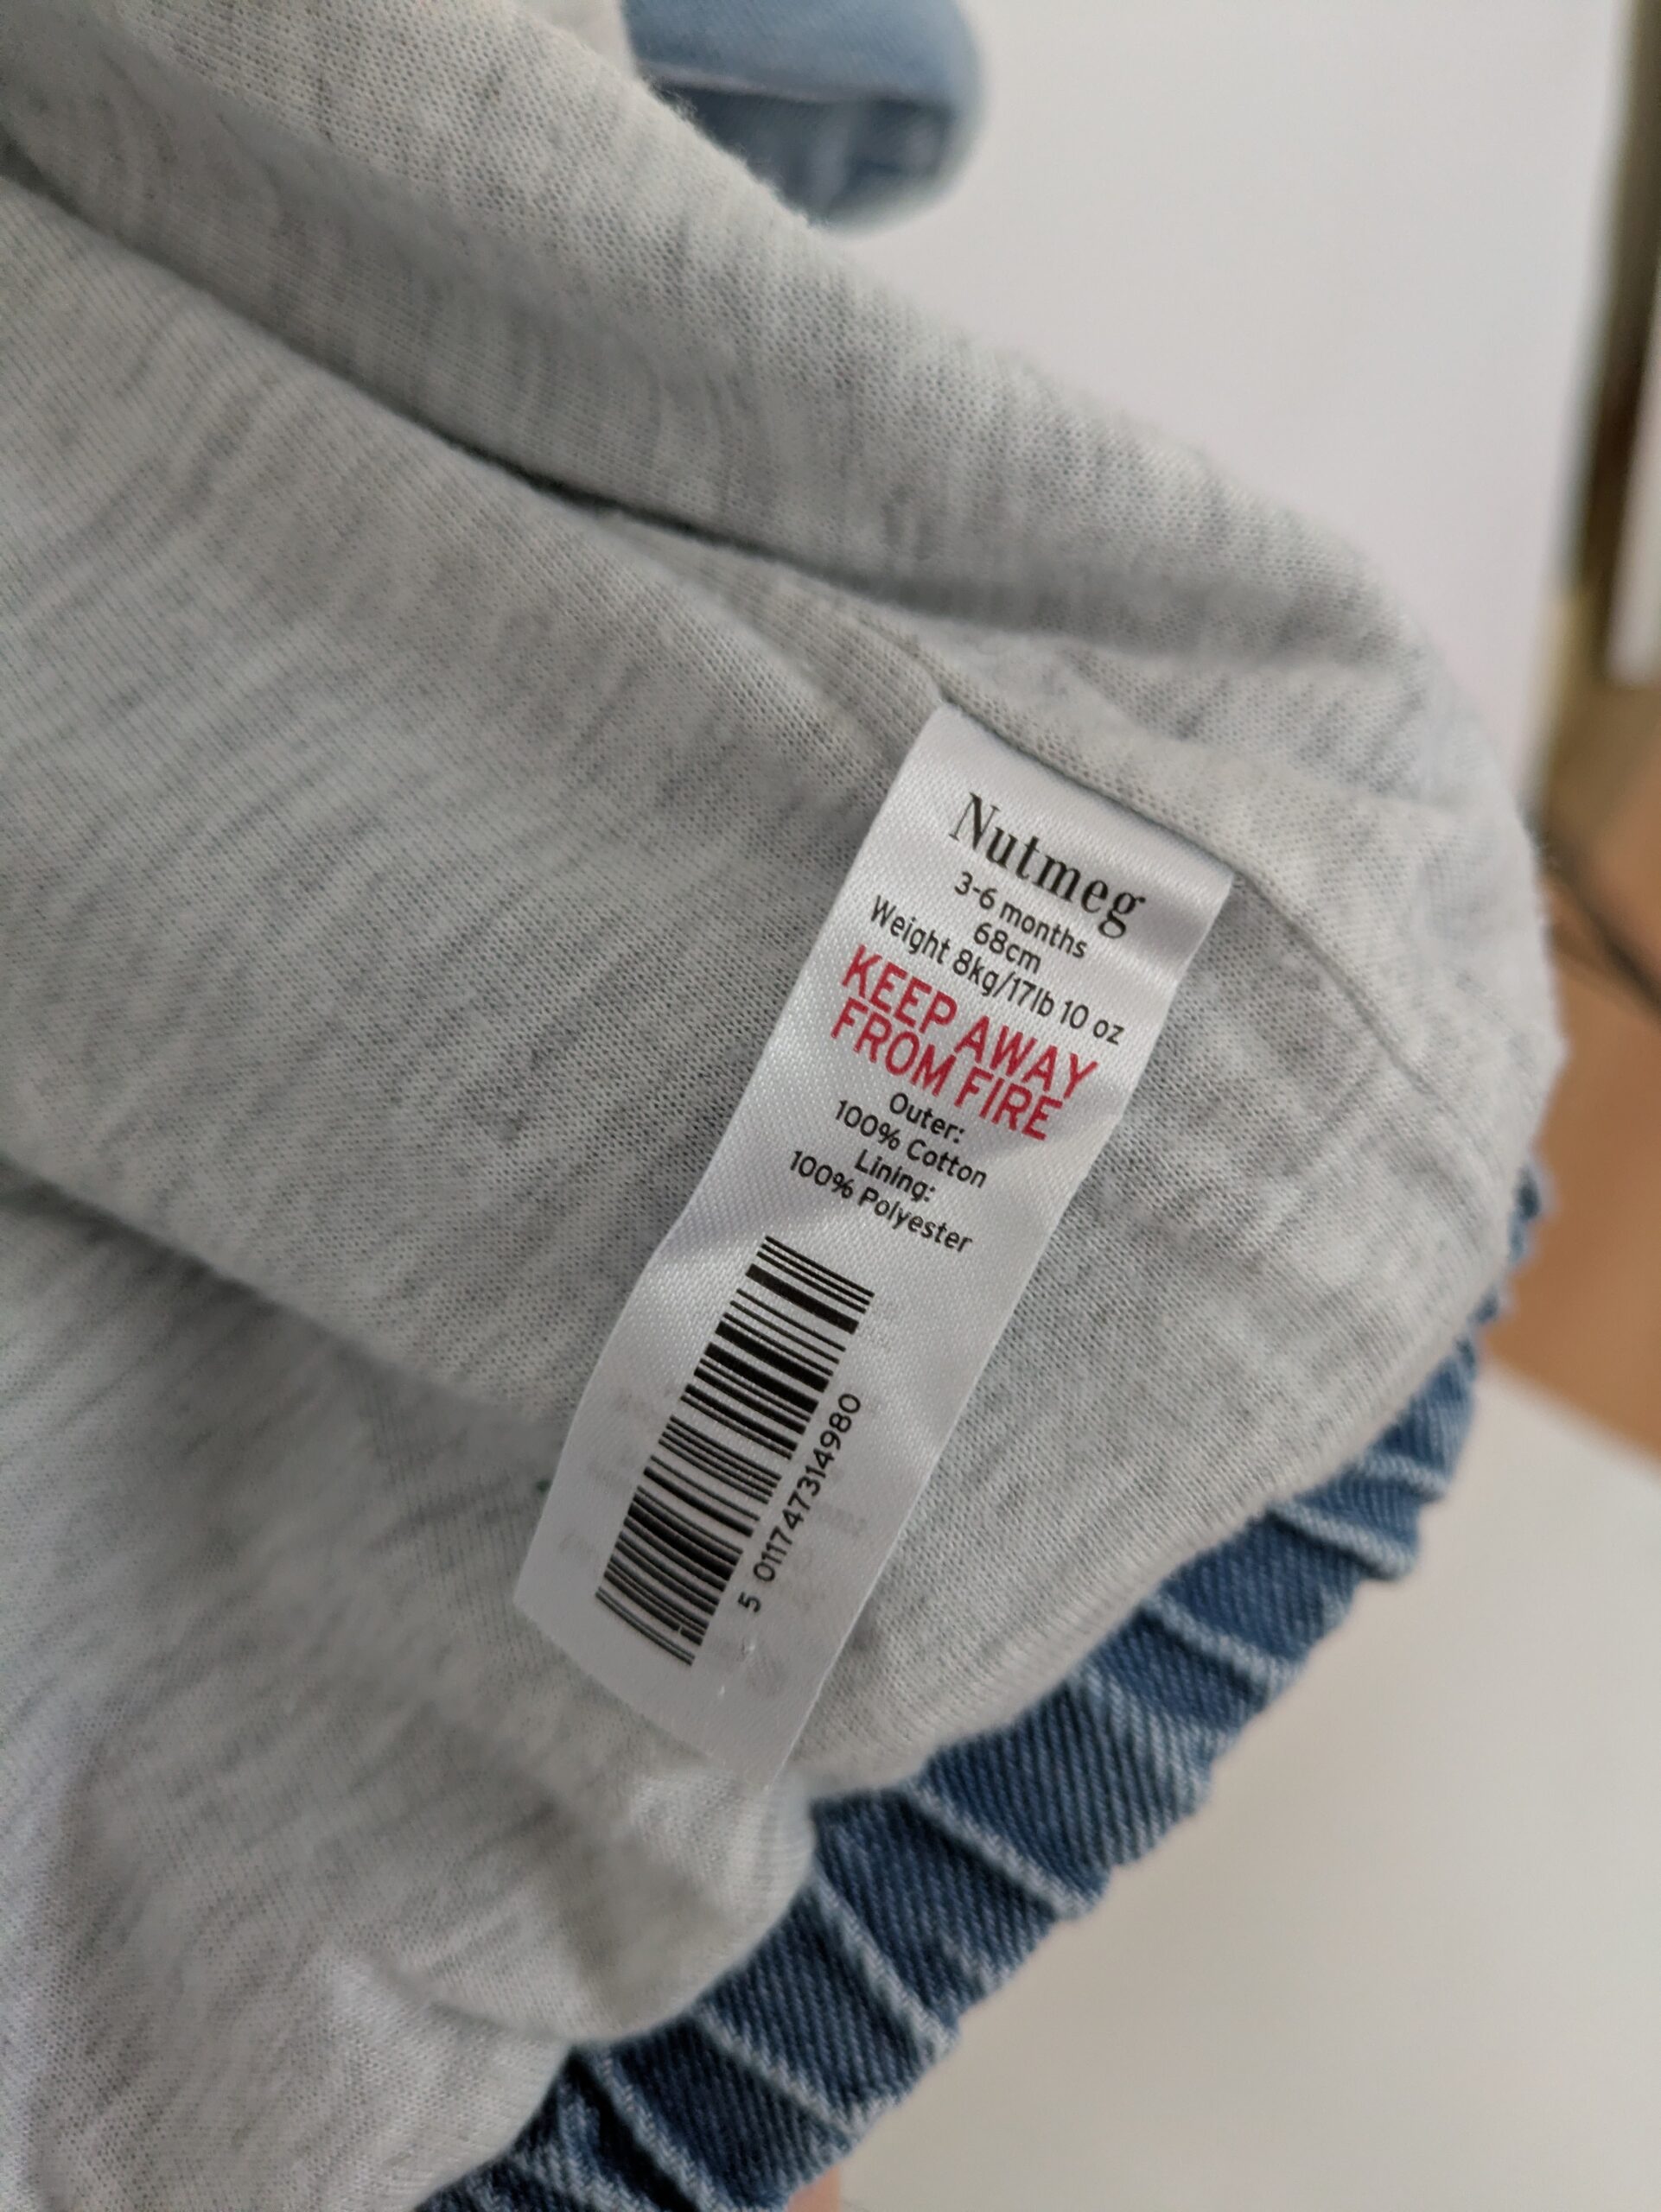 Nutmeg
3-6 months
68cm
Weight 8kg/17lb 10 oz
KEEP AWAY
FROM FIRE
Outer:
100% Cotton
Lining:
100% Polyester
5 011747314980